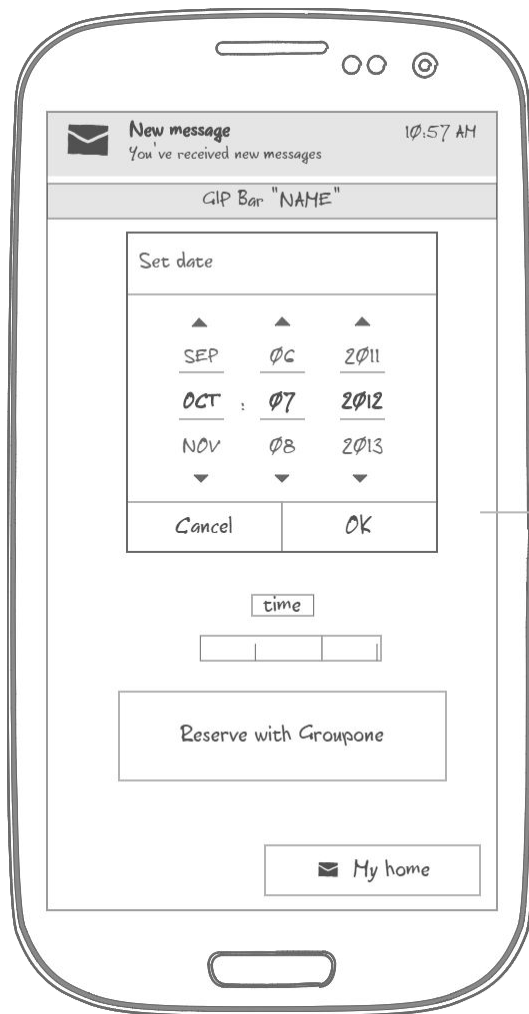 New message
10:57 AM
You've received new messages
GIP Bar "NAME"
Set date
SEP 06 2011
OCT : 07 2012
NOV 08 2013
Cancel OK
time
Reserve with Groupone
My home